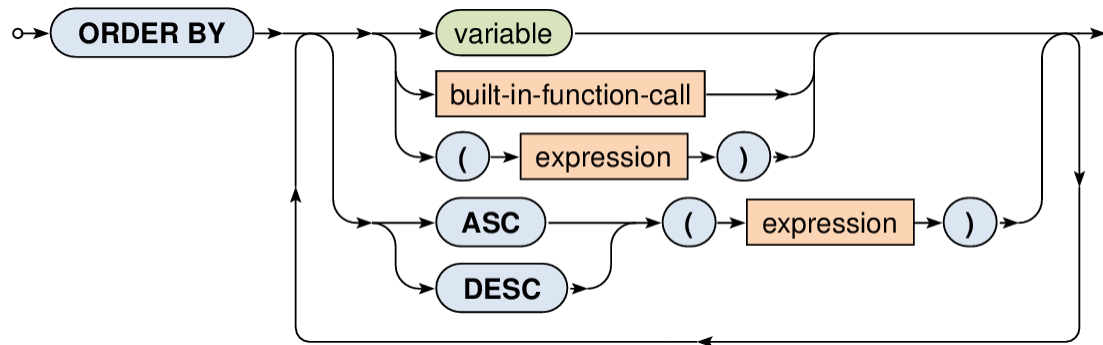 ORDER BY variable
built-in-function-call
( expression )
ASC ( expression )
DESC